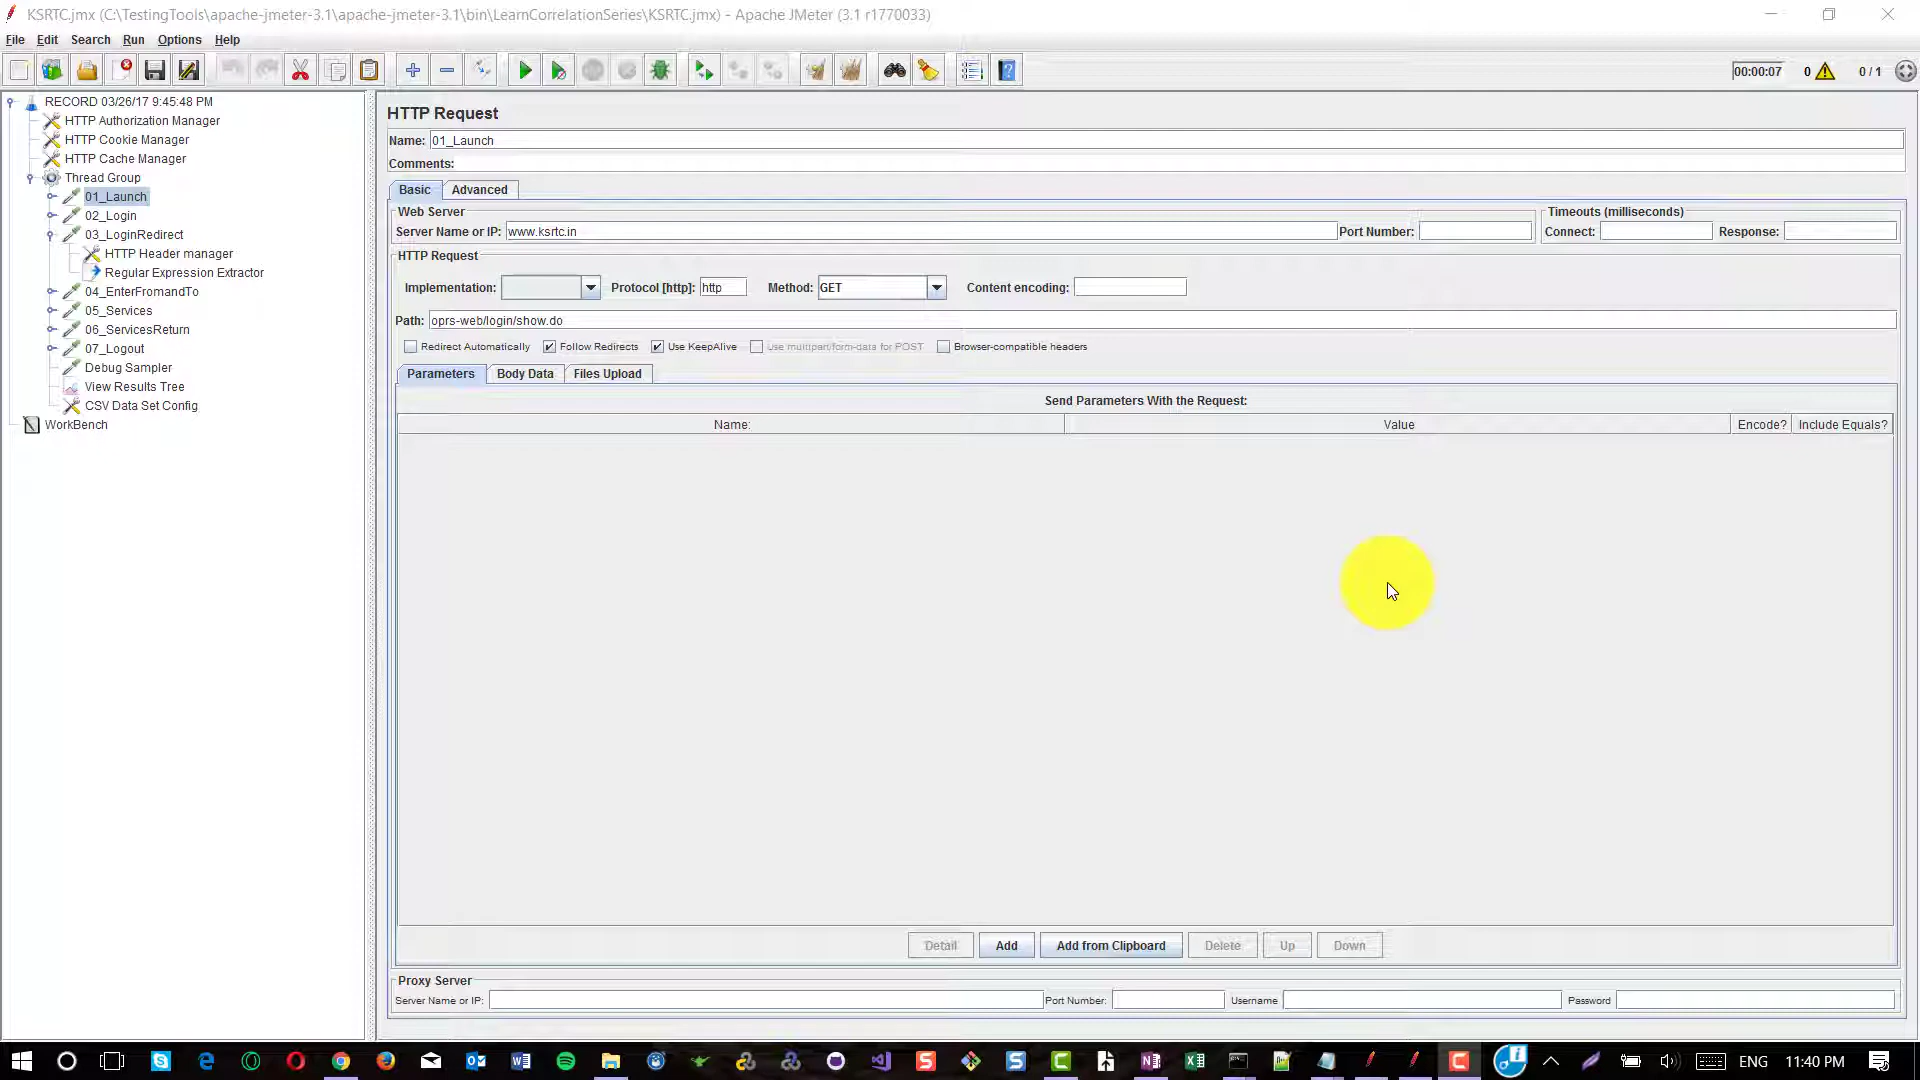 KSRTC.jmx (C:\TestingTools\apache-jmeter-3.1\apache-jmeter-3.1\bin\LearnCorrelationSeries\KSRTC.jmx) - Apache JMeter (3.1 r1770033)
File Edit Search Run Options Help
00:00:07 0 0 / 1
RECORD 03/26/17 9:45:48 PM
HTTP Authorization Manager
HTTP Cookie Manager
HTTP Cache Manager
Thread Group
01_Launch
02_Login
03_LoginRedirect
HTTP Header manager
Regular Expression Extractor
04_EnterFromandTo
05_Services
06_ServicesReturn
07_Logout
Debug Sampler
View Results Tree
CSV Data Set Config
WorkBench
HTTP Request
Name: 01_Launch
Comments:
Basic Advanced
Web Server
Server Name or IP: www.ksrtc.in Port Number:
Timeouts (milliseconds)
Connect: Response:
HTTP Request
Implementation: Protocol [http]: http Method: GET Content encoding:
Path: oprs-web/login/show.do
Redirect Automatically Follow Redirects Use KeepAlive Use multipart/form-data for POST Browser-compatible headers
Parameters Body Data Files Upload
Send Parameters With the Request:
Name: Value Encode? Include Equals?
Detail Add Add from Clipboard Delete Up Down
Proxy Server
Server Name or IP: Port Number: Username Password
ENG 11:40 PM